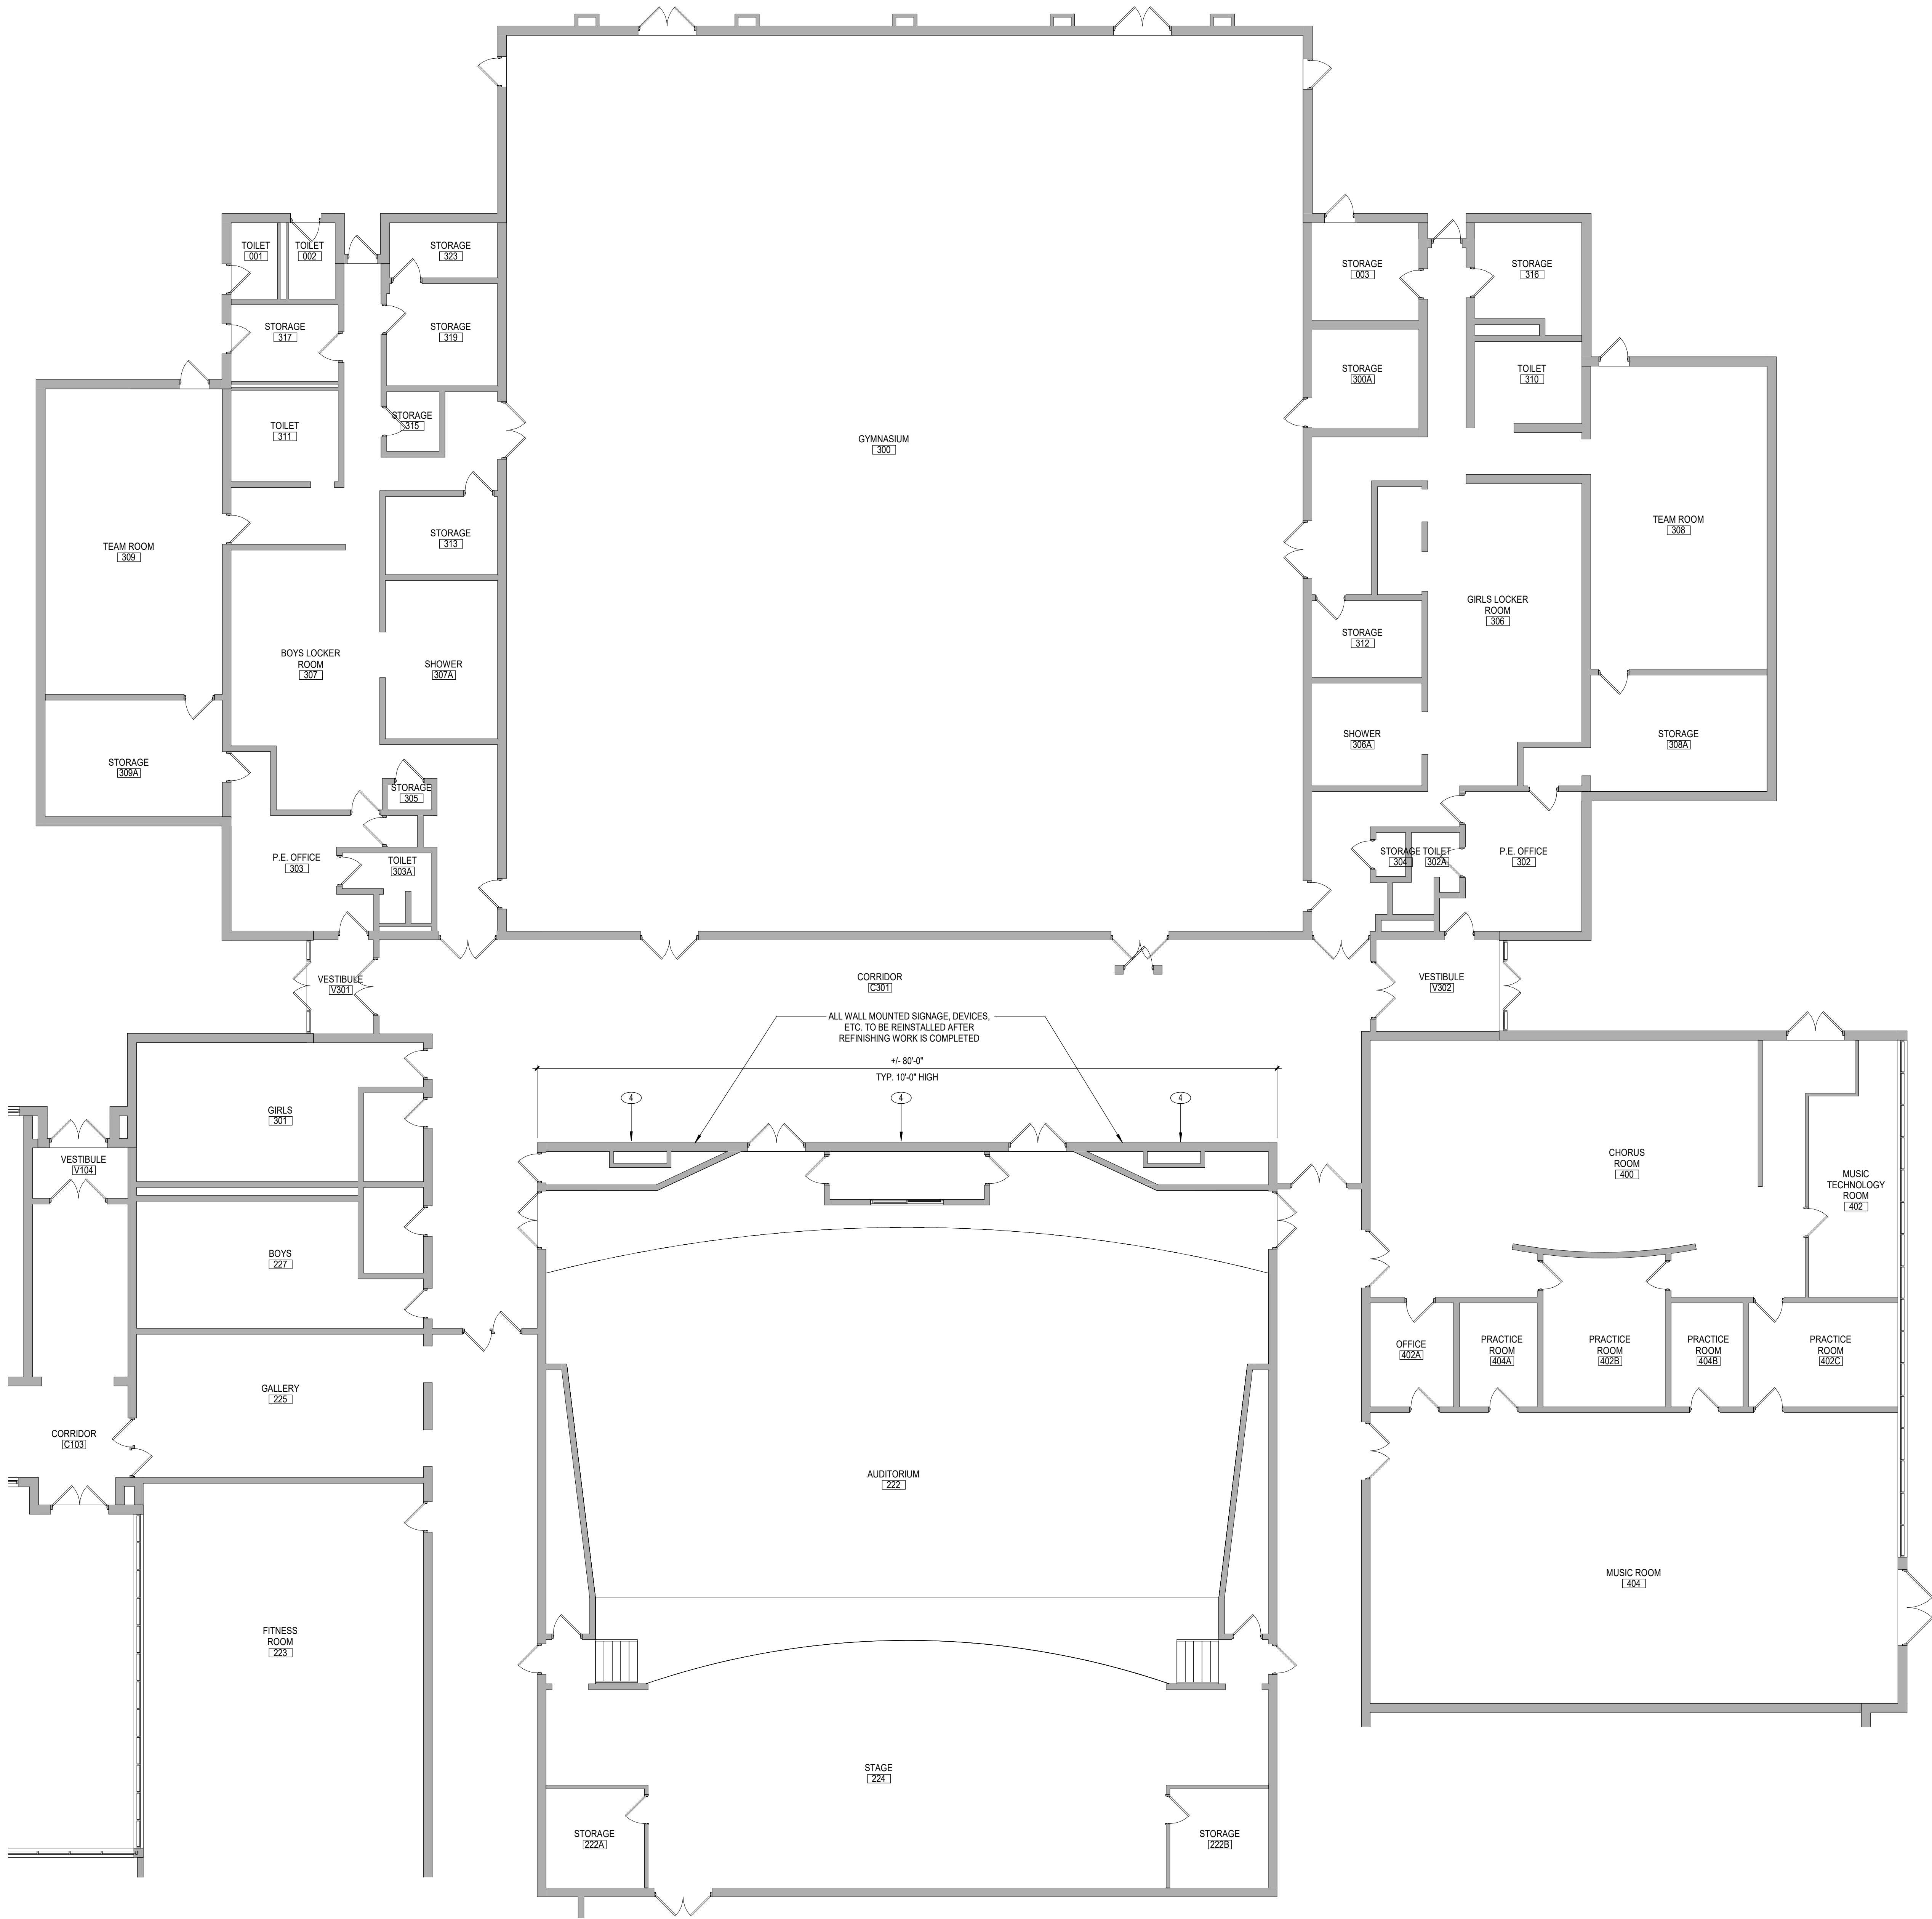 TOILET
001
TOILET
002
STORAGE
323
STORAGE
003
STORAGE
316
STORAGE
317
STORAGE
319
STORAGE
300A
TOILET
310
TOILET
311
STORAGE
315
GYMNASIUM
300
TEAM ROOM
309
STORAGE
313
TEAM ROOM
308
GIRLS LOCKER
ROOM
306
STORAGE
312
BOYS LOCKER
ROOM
307
SHOWER
307A
SHOWER
306A
STORAGE
308A
STORAGE
309A
STORAGE
305
P.E. OFFICE
303
TOILET
303A
STORAGE
304
TOILET
302A
P.E. OFFICE
302
VESTIBULE
V301
CORRIDOR
C301
VESTIBULE
V302
ALL WALL MOUNTED SIGNAGE, DEVICES,
ETC. TO BE REINSTALLED AFTER
REFINISHING WORK IS COMPLETED
+/- 80'-0"
TYP. 10'-0" HIGH
4
4
4
GIRLS
301
VESTIBULE
V104
CHORUS
ROOM
400
MUSIC
TECHNOLOGY
ROOM
402
BOYS
227
OFFICE
402A
PRACTICE
ROOM
404A
PRACTICE
ROOM
402B
PRACTICE
ROOM
404B
PRACTICE
ROOM
402C
GALLERY
225
CORRIDOR
C103
AUDITORIUM
222
MUSIC ROOM
404
FITNESS
ROOM
223
STAGE
224
STORAGE
222A
STORAGE
222B